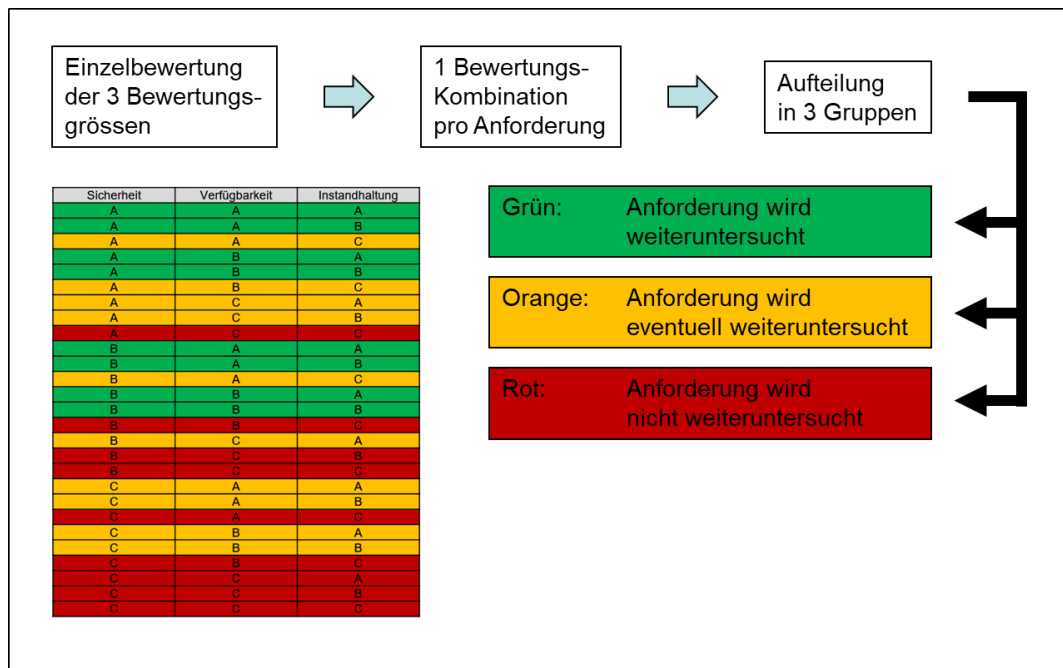 Einzelbewertung
der 3 Bewertungs-
grössen
1 Bewertungs-
Kombination
pro Anforderung
Aufteilung
in 3 Gruppen
Sicherheit Verfügbarkeit Instandhaltung
A A A
A A B
A A C
A B A
A B B
A B C
A C A
A C B
A C C
B A A
B A B
B A C
B B A
B B B
B B C
B C A
B C B
B C C
C A A
C A B
C A C
C B A
C B B
C B C
C C A
C C B
C C C
Grün: Anforderung wird
weiteruntersucht
Orange: Anforderung wird
eventuell weiteruntersucht
Rot: Anforderung wird
nicht weiteruntersucht